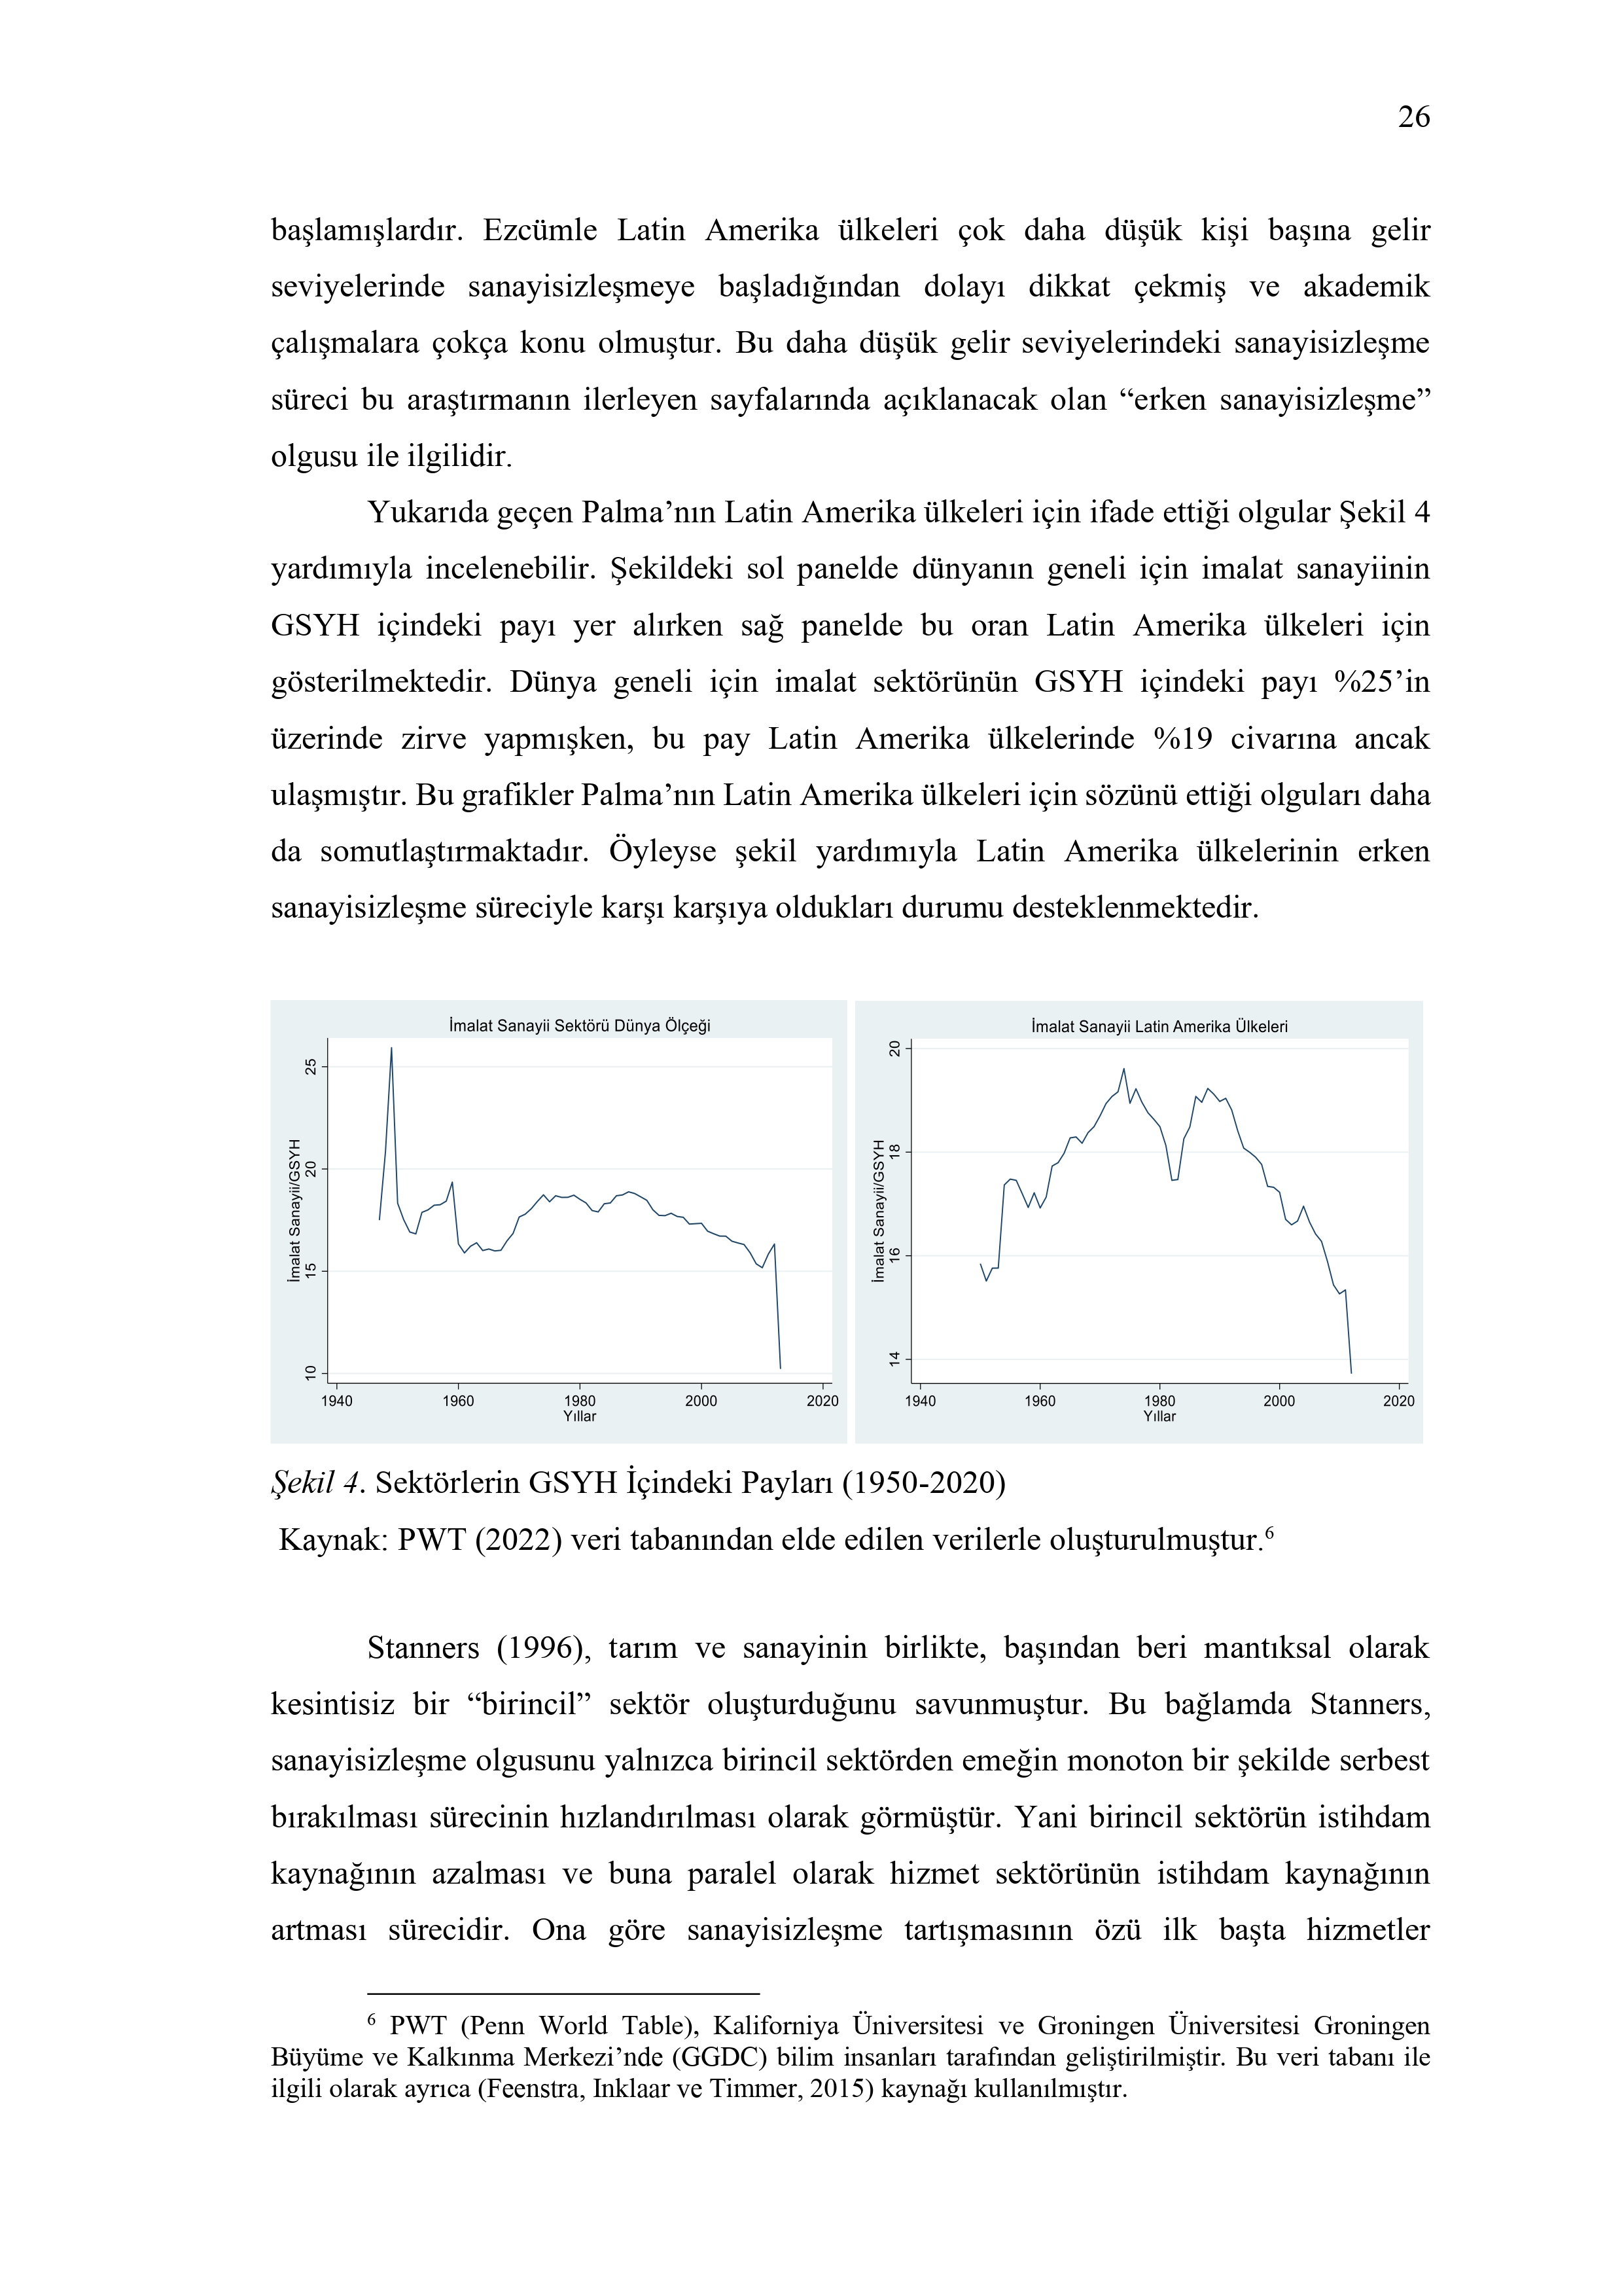 26
başlamışlardır. Ezcümle Latin Amerika ülkeleri çok daha düşük kişi başına gelir
seviyelerinde sanayisizleşmeye başladığından dolayı dikkat çekmiş ve akademik
çalışmalara çokça konu olmuştur. Bu daha düşük gelir seviyelerindeki sanayisizleşme
süreci bu araştırmanın ilerleyen sayfalarında açıklanacak olan “erken sanayisizleşme”
olgusu ile ilgilidir.
Yukarıda geçen Palma’nın Latin Amerika ülkeleri için ifade ettiği olgular Şekil 4
yardımıyla incelenebilir. Şekildeki sol panelde dünyanın geneli için imalat sanayiinin
GSYH içindeki payı yer alırken sağ panelde bu oran Latin Amerika ülkeleri için
gösterilmektedir. Dünya geneli için imalat sektörünün GSYH içindeki payı %25’in
üzerinde zirve yapmışken, bu pay Latin Amerika ülkelerinde %19 civarına ancak
ulaşmıştır. Bu grafikler Palma’nın Latin Amerika ülkeleri için sözünü ettiği olguları daha
da somutlaştırmaktadır. Öyleyse şekil yardımıyla Latin Amerika ülkelerinin erken
sanayisizleşme süreciyle karşı karşıya oldukları durumu desteklenmektedir.
İmalat Sanayii Sektörü Dünya Ölçeği
İmalat Sanayii/GSYH
25
20
15
10
1940 1960 1980 2000 2020
Yıllar
İmalat Sanayii Latin Amerika Ülkeleri
İmalat Sanayii/GSYH
20
18
16
14
1940 1960 1980 2000 2020
Yıllar
Şekil 4. Sektörlerin GSYH İçindeki Payları (1950-2020)
Kaynak: PWT (2022) veri tabanından elde edilen verilerle oluşturulmuştur.6
Stanners (1996), tarım ve sanayinin birlikte, başından beri mantıksal olarak
kesintisiz bir “birincil” sektör oluşturduğunu savunmuştur. Bu bağlamda Stanners,
sanayisizleşme olgusunu yalnızca birincil sektörden emeğin monoton bir şekilde serbest
bırakılması sürecinin hızlandırılması olarak görmüştür. Yani birincil sektörün istihdam
kaynağının azalması ve buna paralel olarak hizmet sektörünün istihdam kaynağının
artması sürecidir. Ona göre sanayisizleşme tartışmasının özü ilk başta hizmetler
6 PWT (Penn World Table), Kaliforniya Üniversitesi ve Groningen Üniversitesi Groningen
Büyüme ve Kalkınma Merkezi’nde (GGDC) bilim insanları tarafından geliştirilmiştir. Bu veri tabanı ile
ilgili olarak ayrıca (Feenstra, Inklaar ve Timmer, 2015) kaynağı kullanılmıştır.